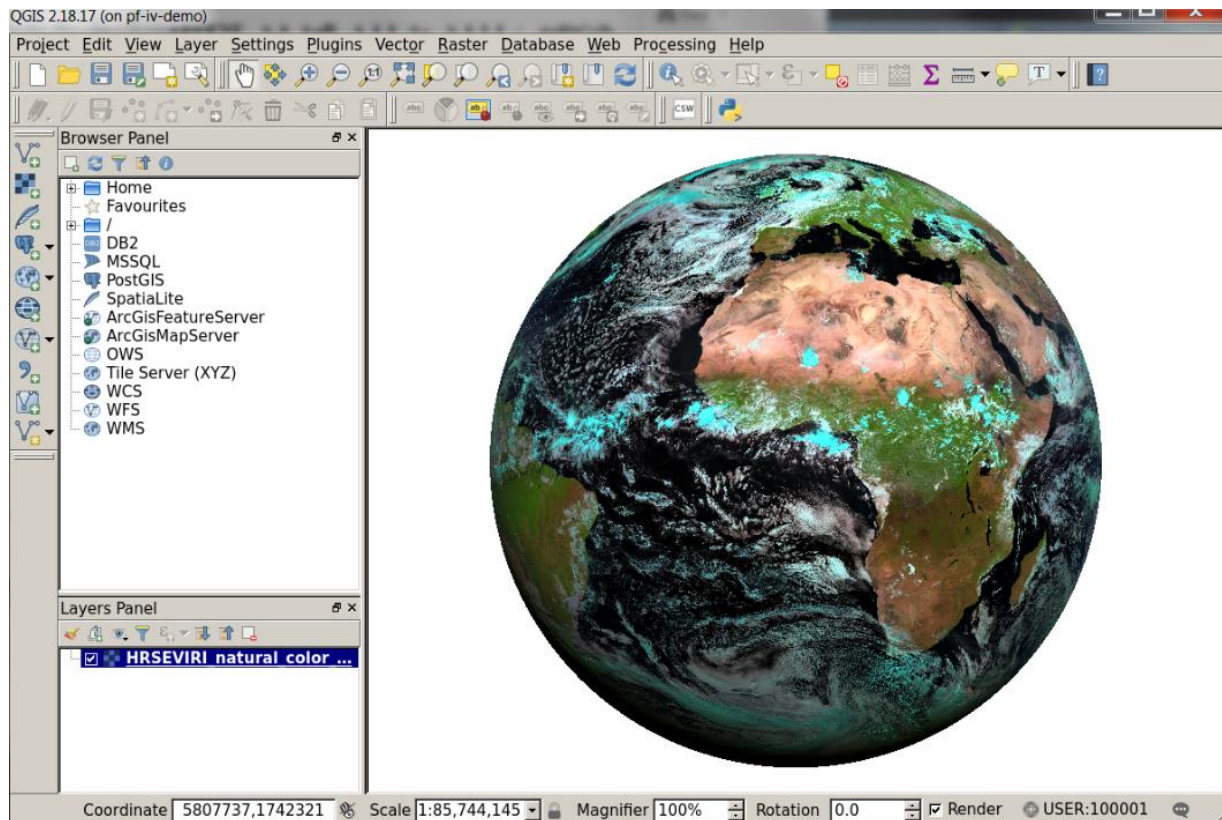 QGIS 2.18.17 (on pf-iv-demo)
Project Edit View Layer Settings Plugins Vector Raster Database Web Processing Help
CSW
Browser Panel
Home
Favourites
/
DB2
MSSQL
PostGIS
SpatiaLite
ArcGisFeatureServer
ArcGisMapServer
OWS
Tile Server (XYZ)
WCS
WFS
WMS
Layers Panel
HRSEVIRI natural color ...
Coordinate 5807737,1742321 Scale 1:85,744,145 Magnifier 100% Rotation 0.0 Render USER:100001